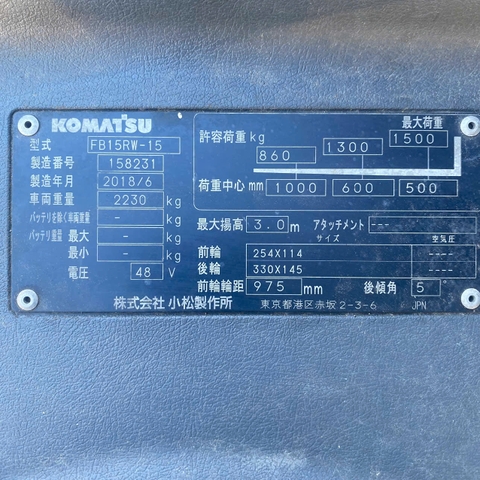 KOMATSU
型式 FB15RW-15
製造番号 158231
製造年月 2018/6
車両重量 2230 kg
バッテリを除く車両重量 - kg
バッテリ重量 最大 - kg
最小 - kg
電圧 48 V
最大荷重
許容荷重 kg 860 1300 1500
荷重中心 mm 1000 600 500
最大揚高 3.0 m アタッチメント ---
サイズ 空気圧
前輪 254X114 ----
後輪 330X145 ----
前輪輪距 975 mm 後傾角 5°
株式会社 小松製作所 東京都港区赤坂2-3-6 JPN